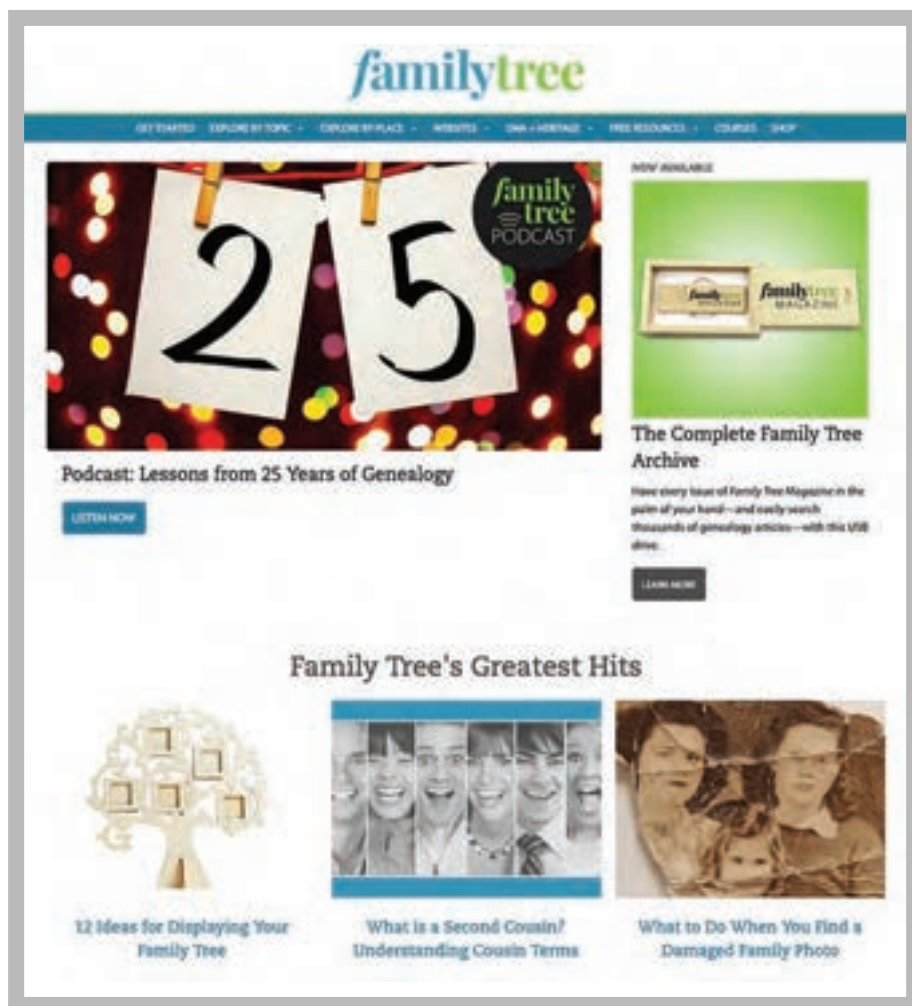 familytree
GET STARTED EXPLORE BY TOPIC EXPLORE BY PLACE WEBSITES DNA + HERITAGE FREE RESOURCES COURSES SHOP
25
family
tree
PODCAST
Podcast: Lessons from 25 Years of Genealogy
LISTEN NOW
NOW AVAILABLE
familytree
familytree
MAGAZINE
The Complete Family Tree
Archive
Have every issue of Family Tree Magazine in the
palm of your hand—and easily search
thousands of genealogy articles—with this USB
drive.
LEARN MORE
Family Tree's Greatest Hits
12 Ideas for Displaying Your
Family Tree
What is a Second Cousin?
Understanding Cousin Terms
What to Do When You Find a
Damaged Family Photo